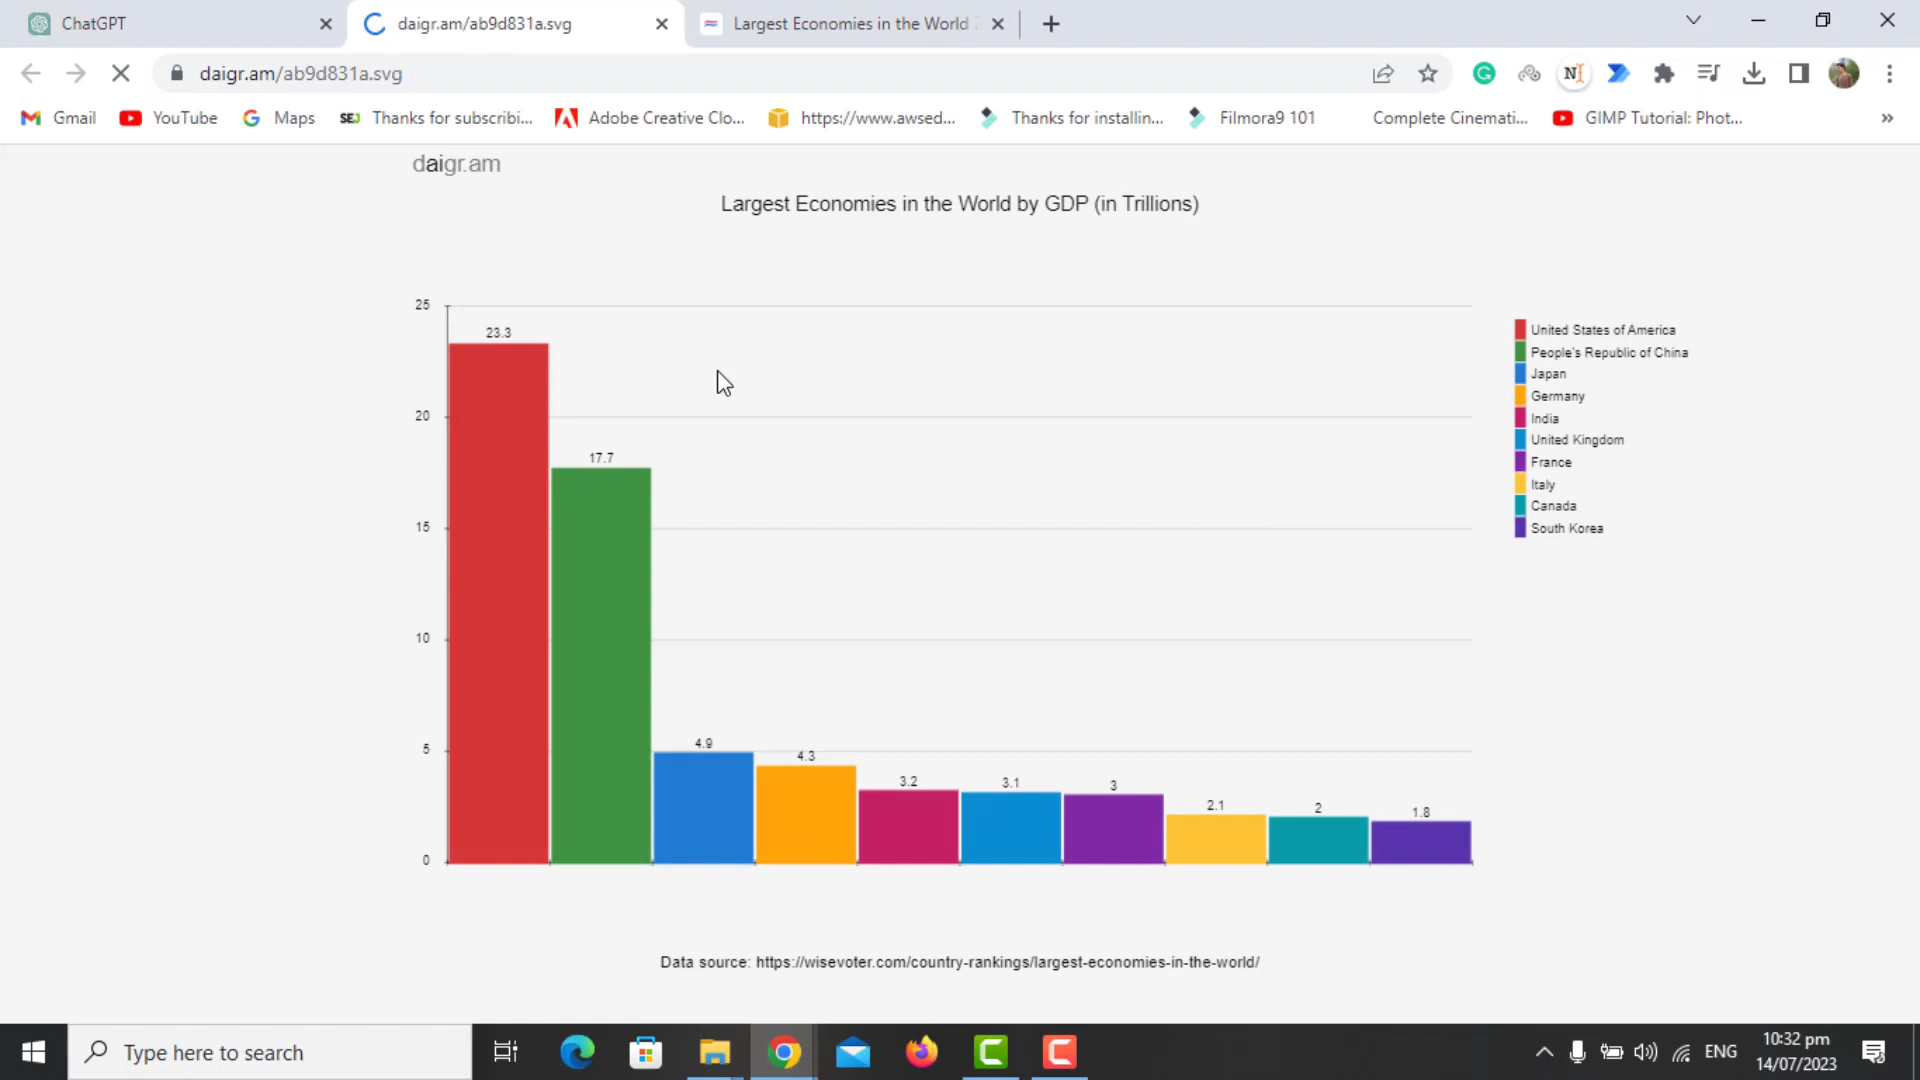 ChatGPT
daigr.am/ab9d831a.svg
Largest Economies in the World
daigr.am/ab9d831a.svg
Gmail
YouTube
Maps
SEJ Thanks for subscribi...
Adobe Creative Clo...
https://www.awsed...
Thanks for installin...
Filmora9 101
Complete Cinemati...
GIMP Tutorial: Phot...
daigr.am
Largest Economies in the World by GDP (in Trillions)
25
20
15
10
5
0
23.3
17.7
4.9
4.3
3.2
3.1
3
2.1
2
1.8
United States of America
People's Republic of China
Japan
Germany
India
United Kingdom
France
Italy
Canada
South Korea
Data source: https://wisevoter.com/country-rankings/largest-economies-in-the-world/
Type here to search
ENG
10:32 pm
14/07/2023